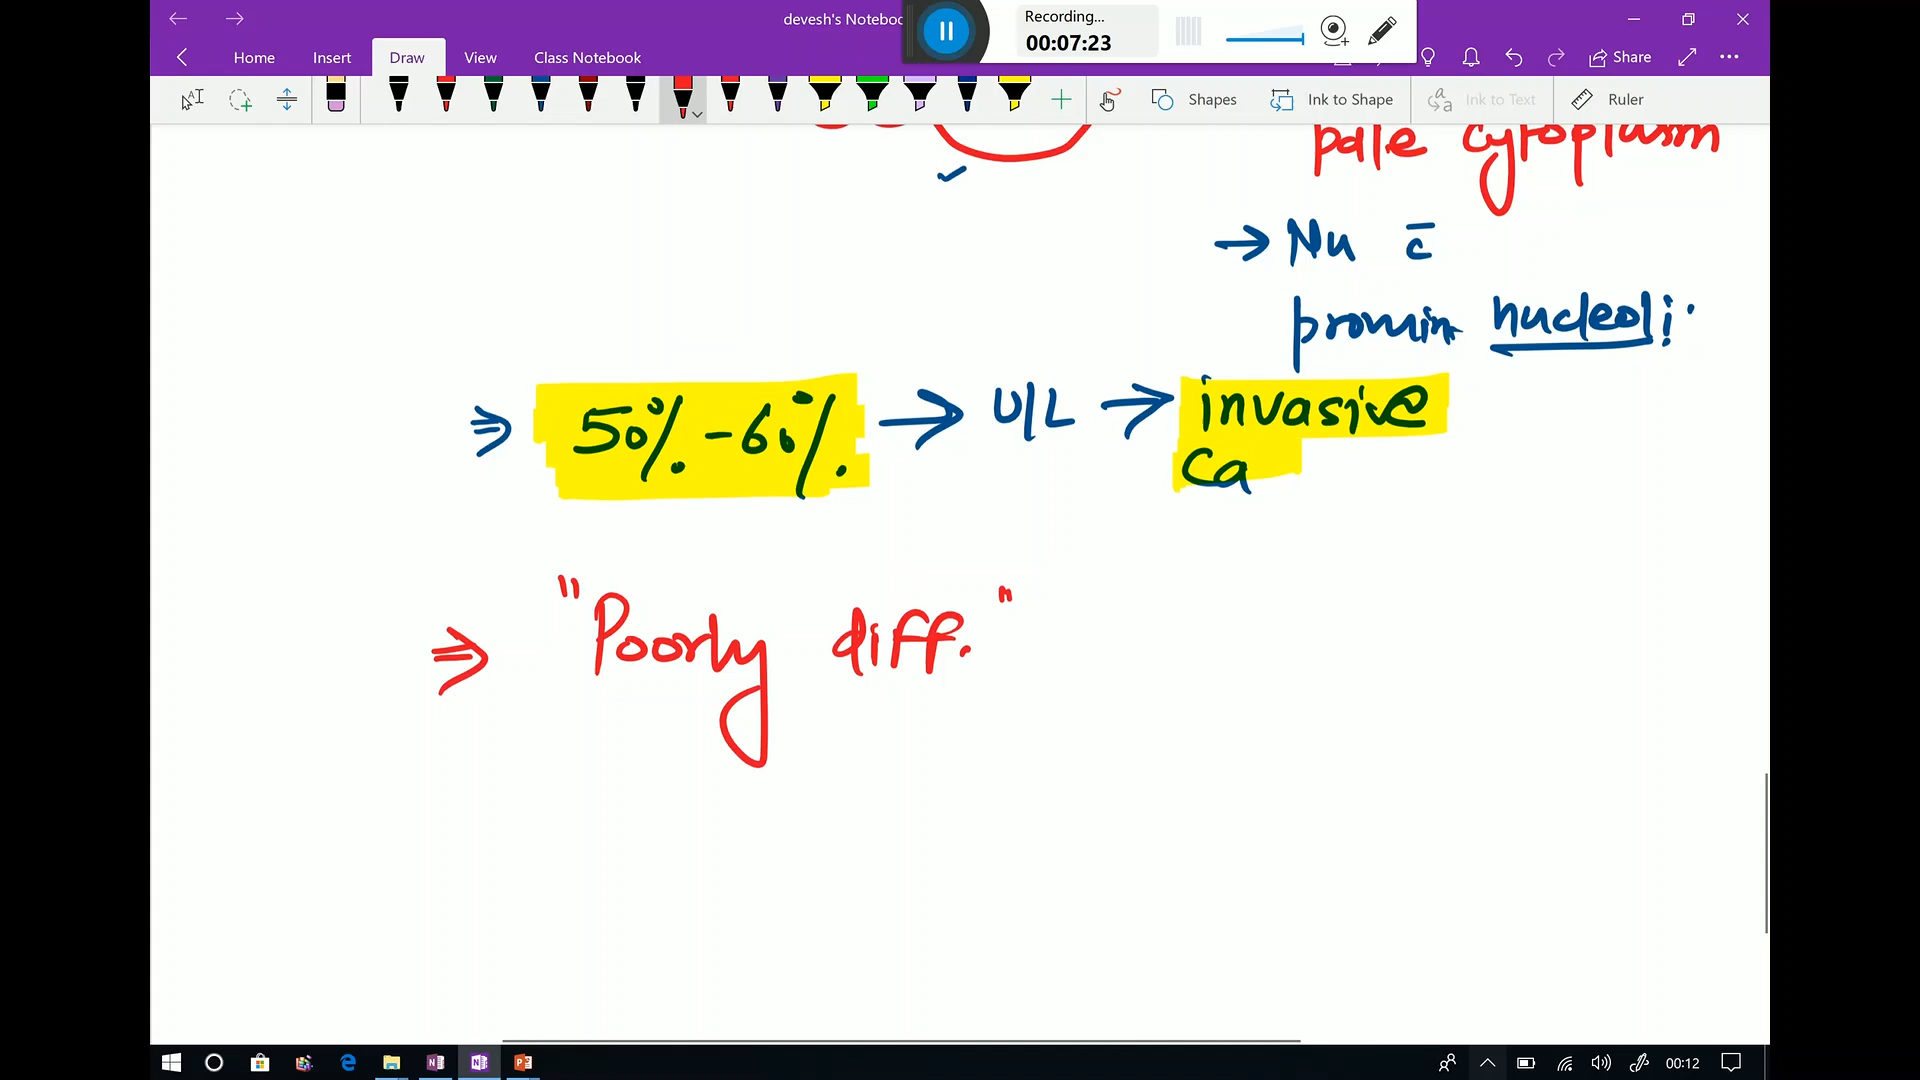 devesh's Notebo
Recording...
00:07:23
Home Insert Draw View Class Notebook Share
Shapes Ink to Shape Ink to Text Ruler
pale cytoplasm
→ Nu c̄
promin nucleoli
⇒ 50% - 60% → U/L → invasive
Ca
⇒ "Poorly diff."
00:12